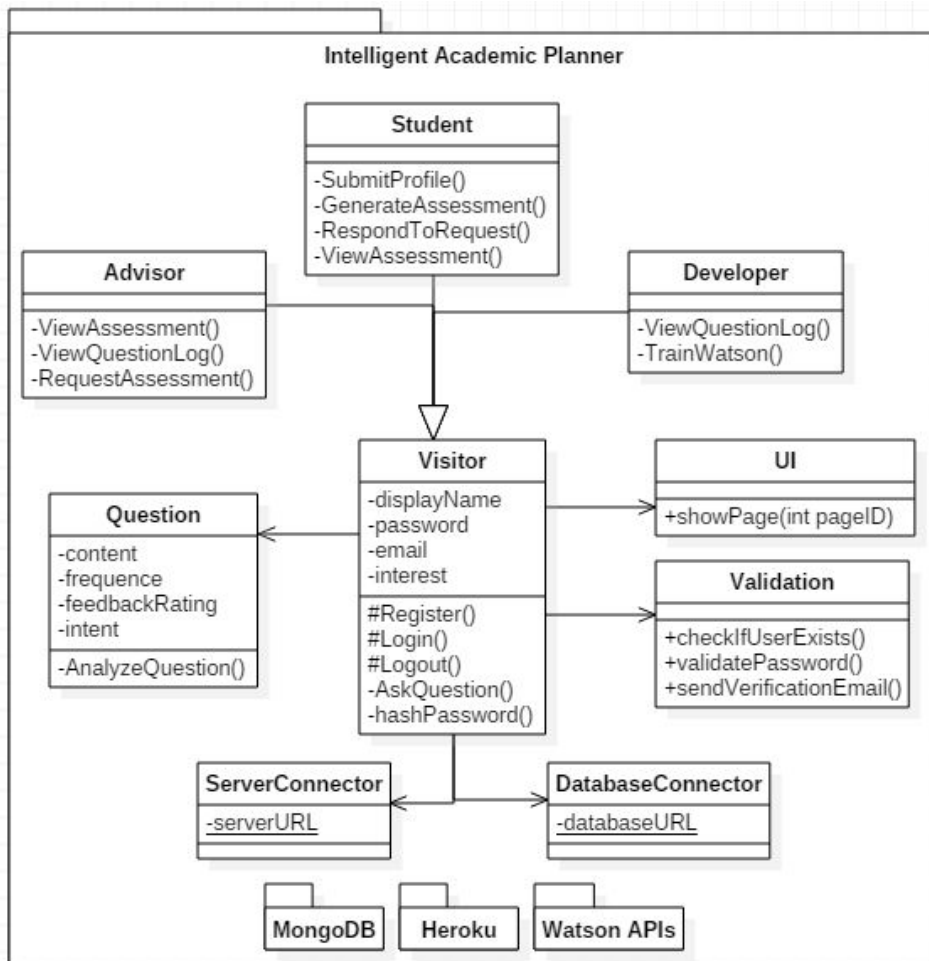 Intelligent Academic Planner
Student
-SubmitProfile()
-GenerateAssessment()
-RespondToRequest()
-ViewAssessment()
Advisor
-ViewAssessment()
-ViewQuestionLog()
-RequestAssessment()
Developer
-ViewQuestionLog()
-TrainWatson()
Visitor
-displayName
-password
-email
-interest
#Register()
#Login()
#Logout()
-AskQuestion()
-hashPassword()
UI
+showPage(int pageID)
Question
-content
-frequence
-feedbackRating
-intent
-AnalyzeQuestion()
Validation
+checkIfUserExists()
+validatePassword()
+sendVerificationEmail()
ServerConnector
-serverURL
DatabaseConnector
-databaseURL
MongoDB
Heroku
Watson APIs